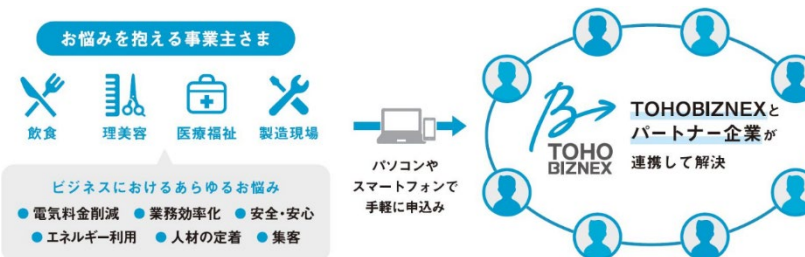 お悩みを抱える事業主さま
飲食
理美容
医療福祉
製造現場
ビジネスにおけるあらゆるお悩み
●電気料金削減 ●業務効率化 ●安全・安心
●エネルギー利用 ●人材の定着 ●集客
パソコンや
スマートフォンで
手軽に申込み
TOHO
BIZNEX
TOHOBIZNEXと
パートナー企業が
連携して解決